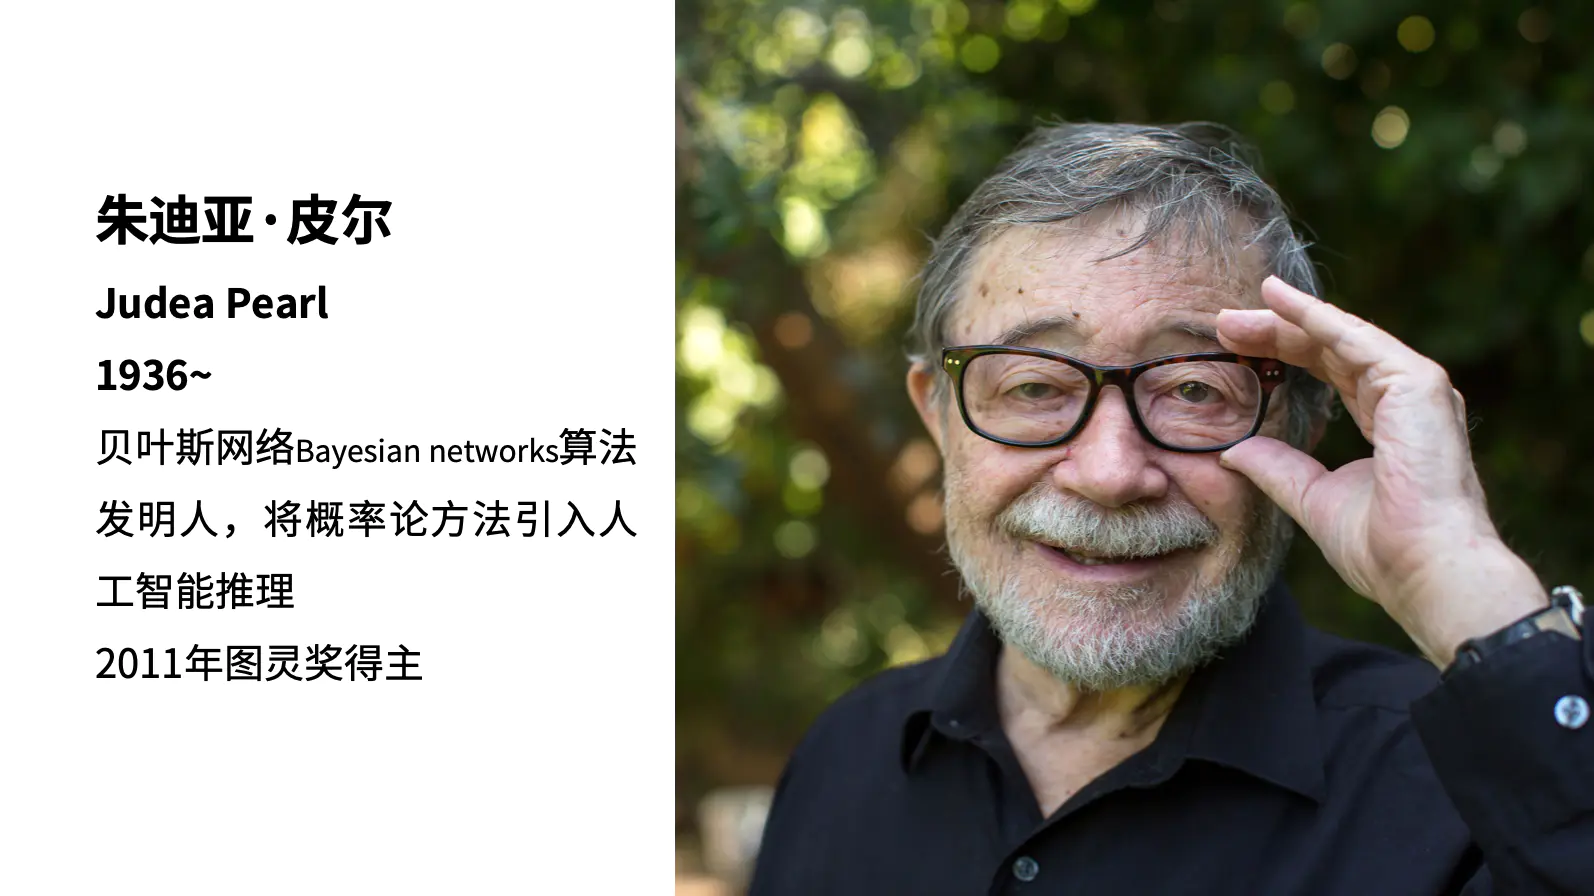 朱迪亚·皮尔
Judea Pearl
1936~
贝叶斯网络Bayesian networks算法
发明人，将概率论方法引入人
工智能推理
2011年图灵奖得主